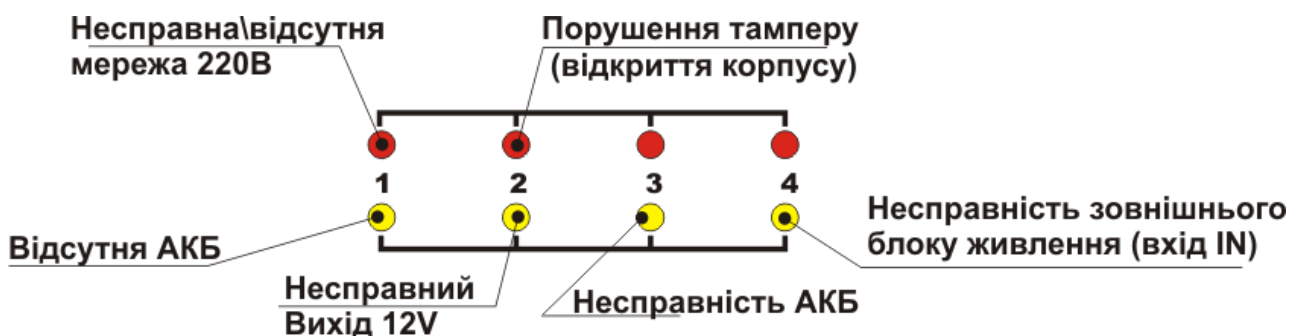 Несправна\відсутня
мережа 220В
Порушення тамперу
(відкриття корпусу)
1 2 3 4
Відсутня АКБ
Несправний
Вихід 12V
Несправність АКБ
Несправність зовнішнього
блоку живлення (вхід IN)